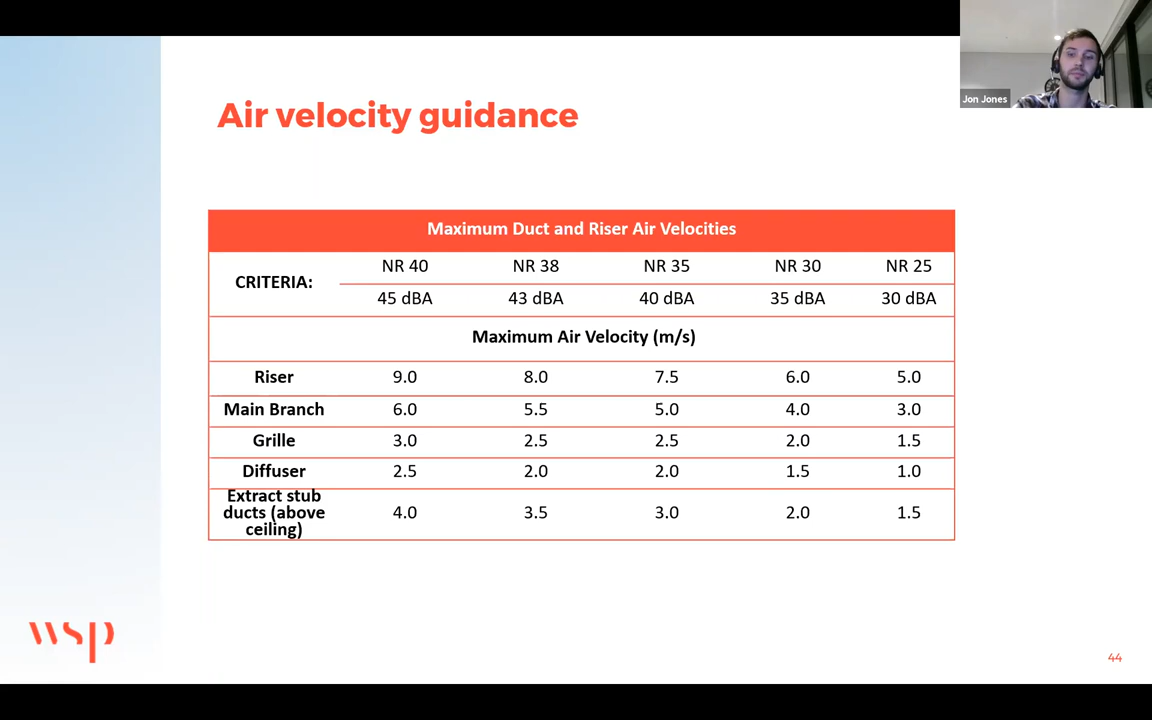 Jon Jones
Air velocity guidance
Maximum Duct and Riser Air Velocities
CRITERIA: NR 40 NR 38 NR 35 NR 30 NR 25
45 dBA 43 dBA 40 dBA 35 dBA 30 dBA
Maximum Air Velocity (m/s)
Riser 9.0 8.0 7.5 6.0 5.0
Main Branch 6.0 5.5 5.0 4.0 3.0
Grille 3.0 2.5 2.5 2.0 1.5
Diffuser 2.5 2.0 2.0 1.5 1.0
Extract stub
ducts (above 4.0 3.5 3.0 2.0 1.5
ceiling)
wsp
44